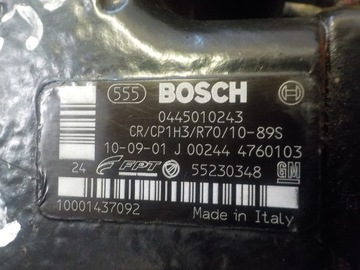 555 BOSCH
0445010243
CR/CP1H3/R70/10-89S
10-09-01 J 00244 4760103
24 FPT 55230348 GM
10001437092 Made in Italy